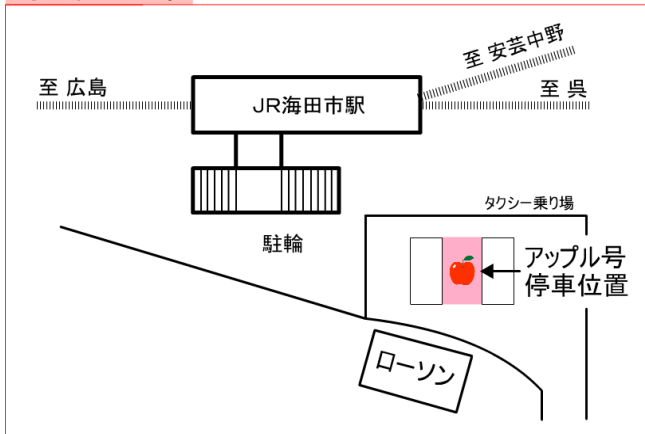 至 安芸中野
至 広島
JR海田市駅
至 呉
タクシー乗り場
駐輪
アップル号
停車位置
ローソン